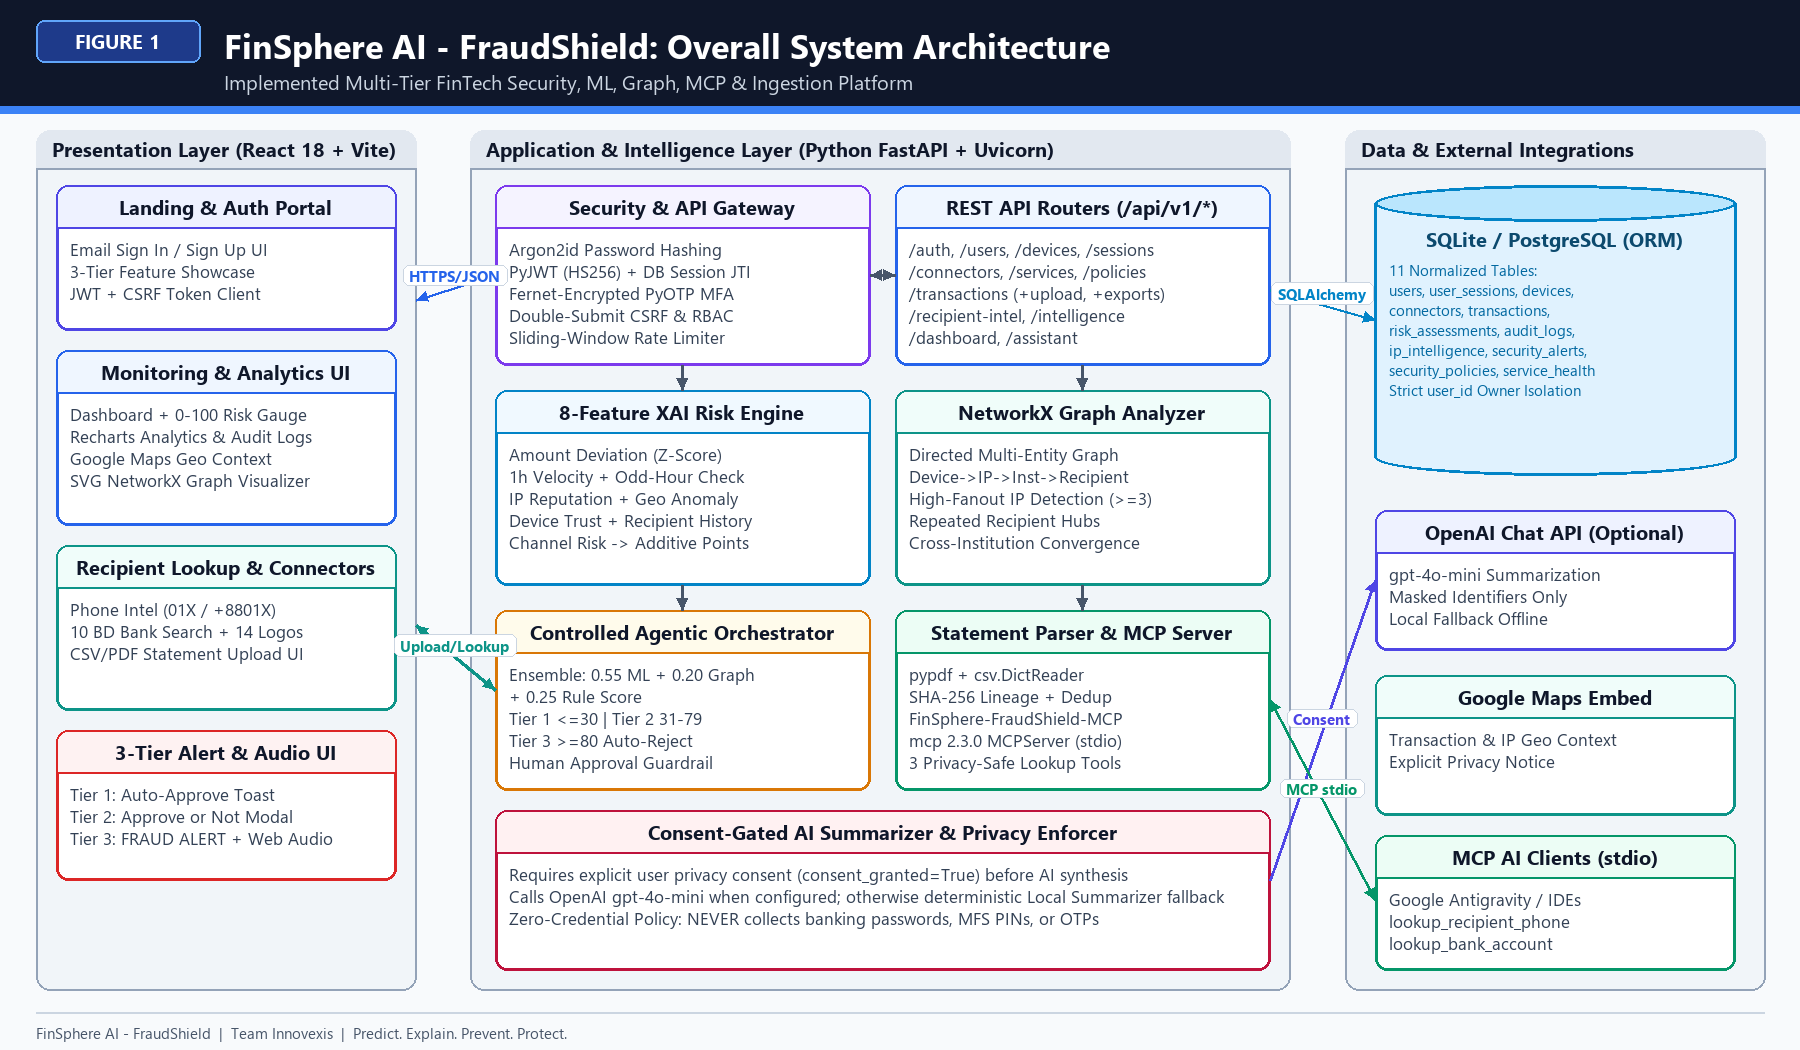 FIGURE 1
FinSphere AI - FraudShield: Overall System Architecture
Implemented Multi-Tier FinTech Security, ML, Graph, MCP & Ingestion Platform
Presentation Layer (React 18 + Vite)
Landing & Auth Portal
Email Sign In / Sign Up UI
3-Tier Feature Showcase
JWT + CSRF Token Client
Monitoring & Analytics UI
Dashboard + 0-100 Risk Gauge
Recharts Analytics & Audit Logs
Google Maps Geo Context
SVG NetworkX Graph Visualizer
Recipient Lookup & Connectors
Phone Intel (01X / +8801X)
10 BD Bank Search + 14 Logos
CSV/PDF Statement Upload UI
3-Tier Alert & Audio UI
Tier 1: Auto-Approve Toast
Tier 2: Approve or Not Modal
Tier 3: FRAUD ALERT + Web Audio
HTTPS/JSON
Upload/Lookup
Application & Intelligence Layer (Python FastAPI + Uvicorn)
Security & API Gateway
Argon2id Password Hashing
PyJWT (HS256) + DB Session JTI
Fernet-Encrypted PyOTP MFA
Double-Submit CSRF & RBAC
Sliding-Window Rate Limiter
REST API Routers (/api/v1/*)
/auth, /users, /devices, /sessions
/connectors, /services, /policies
/transactions (+upload, +exports)
/recipient-intel, /intelligence
/dashboard, /assistant
8-Feature XAI Risk Engine
Amount Deviation (Z-Score)
1h Velocity + Odd-Hour Check
IP Reputation + Geo Anomaly
Device Trust + Recipient History
Channel Risk -> Additive Points
NetworkX Graph Analyzer
Directed Multi-Entity Graph
Device->IP->Inst->Recipient
High-Fanout IP Detection (>=3)
Repeated Recipient Hubs
Cross-Institution Convergence
Controlled Agentic Orchestrator
Ensemble: 0.55 ML + 0.20 Graph
+ 0.25 Rule Score
Tier 1 <=30 | Tier 2 31-79
Tier 3 >=80 Auto-Reject
Human Approval Guardrail
Statement Parser & MCP Server
pypdf + csv.DictReader
SHA-256 Lineage + Dedup
FinSphere-FraudShield-MCP
mcp 2.3.0 MCPServer (stdio)
3 Privacy-Safe Lookup Tools
Consent-Gated AI Summarizer & Privacy Enforcer
Requires explicit user privacy consent (consent_granted=True) before AI synthesis
Calls OpenAI gpt-4o-mini when configured; otherwise deterministic Local Summarizer fallback
Zero-Credential Policy: NEVER collects banking passwords, MFS PINs, or OTPs
SQLAlchemy
Consent
MCP stdio
Data & External Integrations
SQLite / PostgreSQL (ORM)
11 Normalized Tables:
users, user_sessions, devices,
connectors, transactions,
risk_assessments, audit_logs,
ip_intelligence, security_alerts,
security_policies, service_health
Strict user_id Owner Isolation
OpenAI Chat API (Optional)
gpt-4o-mini Summarization
Masked Identifiers Only
Local Fallback Offline
Google Maps Embed
Transaction & IP Geo Context
Explicit Privacy Notice
MCP AI Clients (stdio)
Google Antigravity / IDEs
lookup_recipient_phone
lookup_bank_account
FinSphere AI - FraudShield | Team Innovexis | Predict. Explain. Prevent. Protect.